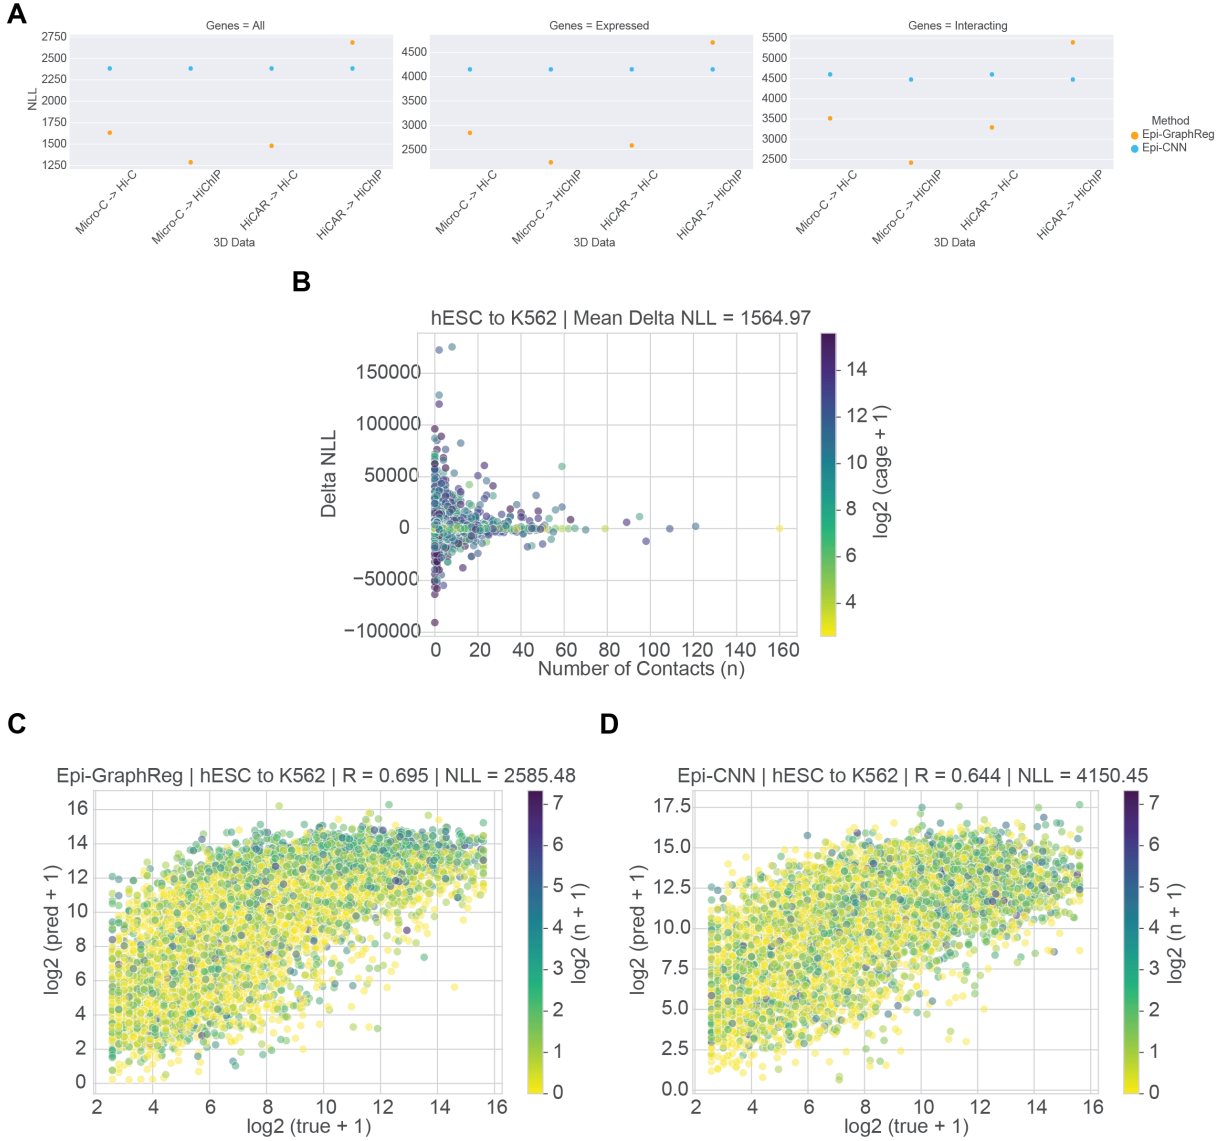 A
Genes = All
Genes = Expressed
Genes = Interacting
NLL
2750
2500
2250
2000
1750
1500
1250
4500
4000
3500
3000
2500
5500
5000
4500
4000
3500
3000
2500
Method
Epi-GraphReg
Epi-CNN
Micro-C -> Hi-C
Micro-C -> HiChIP
HiCAR -> Hi-C
HiCAR -> HiChIP
Micro-C -> Hi-C
Micro-C -> HiChIP
HiCAR -> Hi-C
HiCAR -> HiChIP
Micro-C -> Hi-C
Micro-C -> HiChIP
HiCAR -> Hi-C
HiCAR -> HiChIP
3D Data
3D Data
3D Data
B
hESC to K562 | Mean Delta NLL = 1564.97
Delta NLL
150000
100000
50000
0
−50000
−100000
0 20 40 60 80 100 120 140 160
Number of Contacts (n)
14
12
10
8
6
4
log2 (cage + 1)
C
Epi-GraphReg | hESC to K562 | R = 0.695 | NLL = 2585.48
log2 (pred + 1)
16
14
12
10
8
6
4
2
0
2 4 6 8 10 12 14 16
log2 (true + 1)
7
6
5
4
3
2
1
0
log2 (n + 1)
D
Epi-CNN | hESC to K562 | R = 0.644 | NLL = 4150.45
log2 (pred + 1)
17.5
15.0
12.5
10.0
7.5
5.0
2.5
0.0
2 4 6 8 10 12 14 16
log2 (true + 1)
7
6
5
4
3
2
1
0
log2 (n + 1)